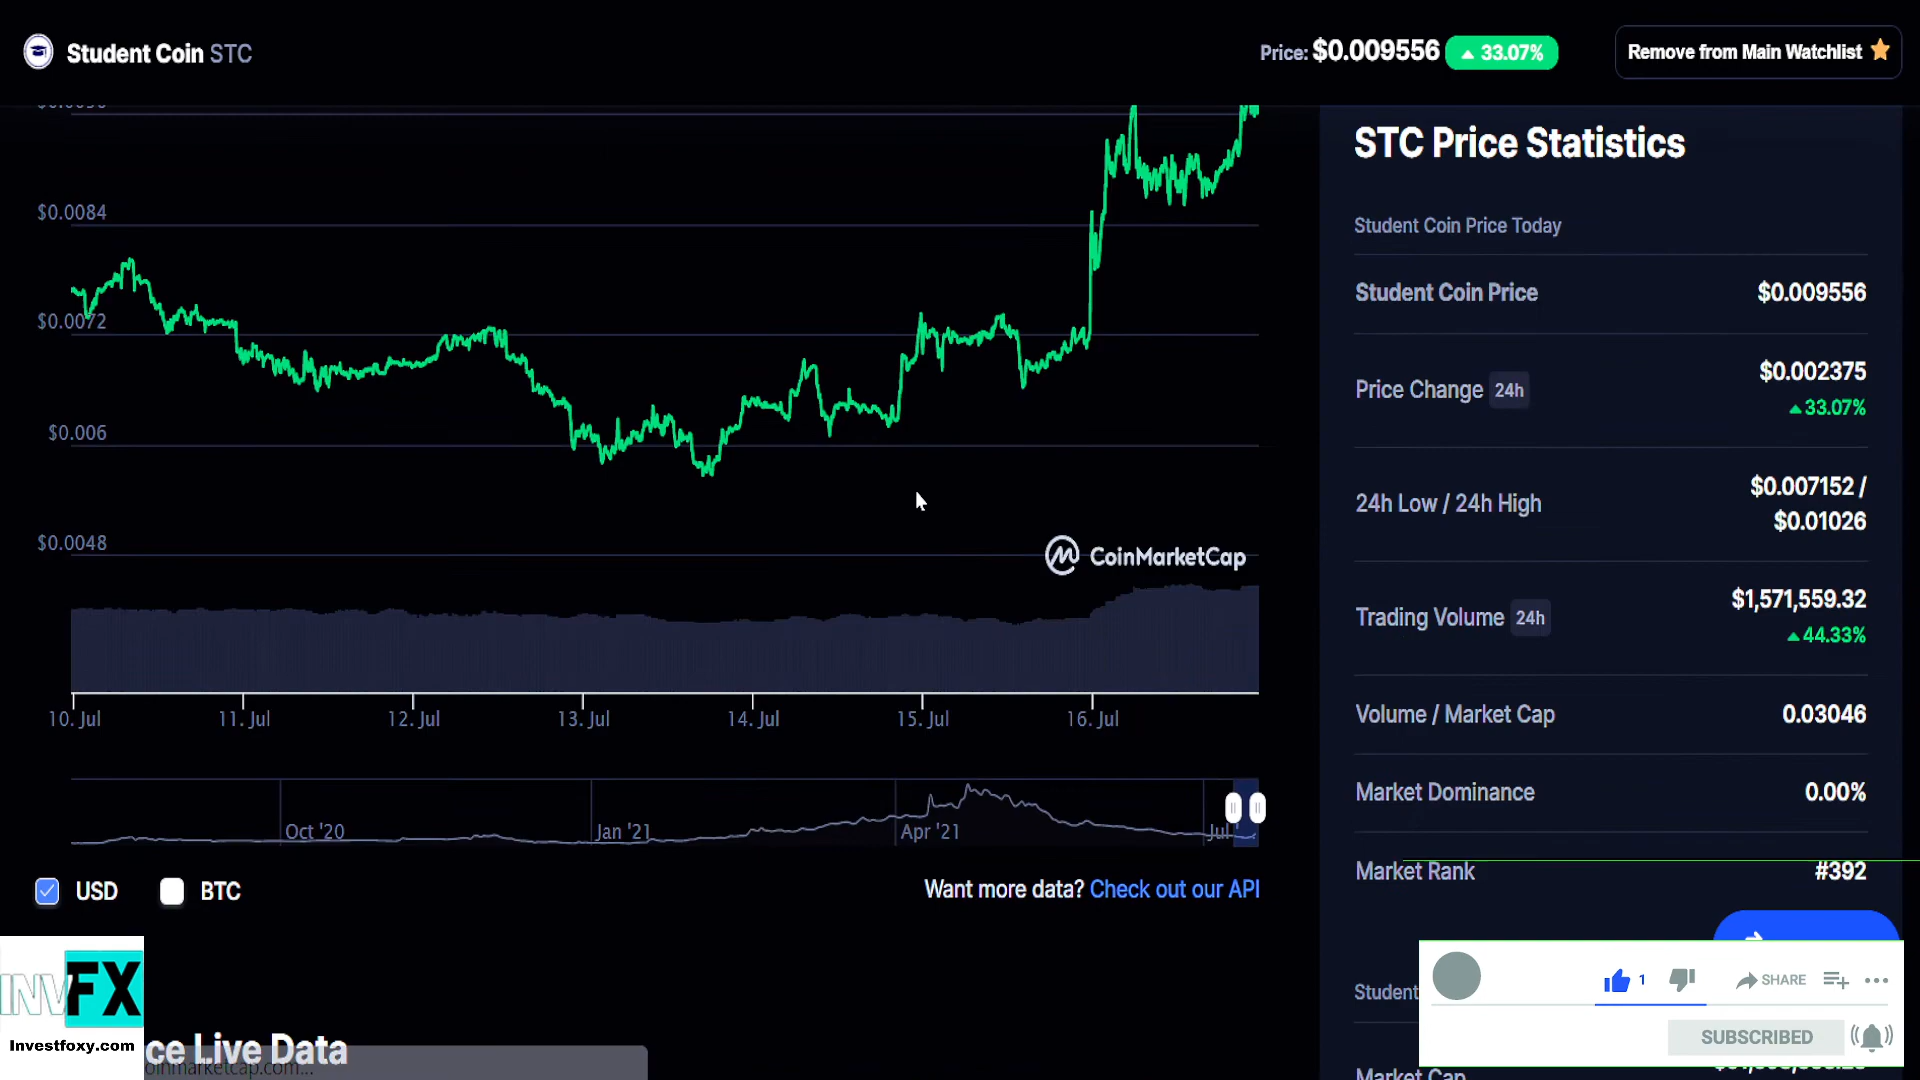 Student Coin STC
Price: $0.009556 33.07%
Remove from Main Watchlist
$0.0084
$0.0072
$0.006
$0.0048
CoinMarketCap
10. Jul
11. Jul
12. Jul
13. Jul
14. Jul
15. Jul
16. Jul
Oct '20
Jan '21
Apr '21
Jul
USD
BTC
Want more data? Check out our API
STC Price Statistics
Student Coin Price Today
Student Coin Price $0.009556
Price Change 24h $0.002375
33.07%
24h Low / 24h High $0.007152 /
$0.01026
Trading Volume 24h $1,571,559.32
44.33%
Volume / Market Cap 0.03046
Market Dominance 0.00%
Market Rank #392
Student
Market Cap
1
SHARE
SUBSCRIBED
INV FX
Investfoxy.com
ce Live Data
oinmarketcap.com...